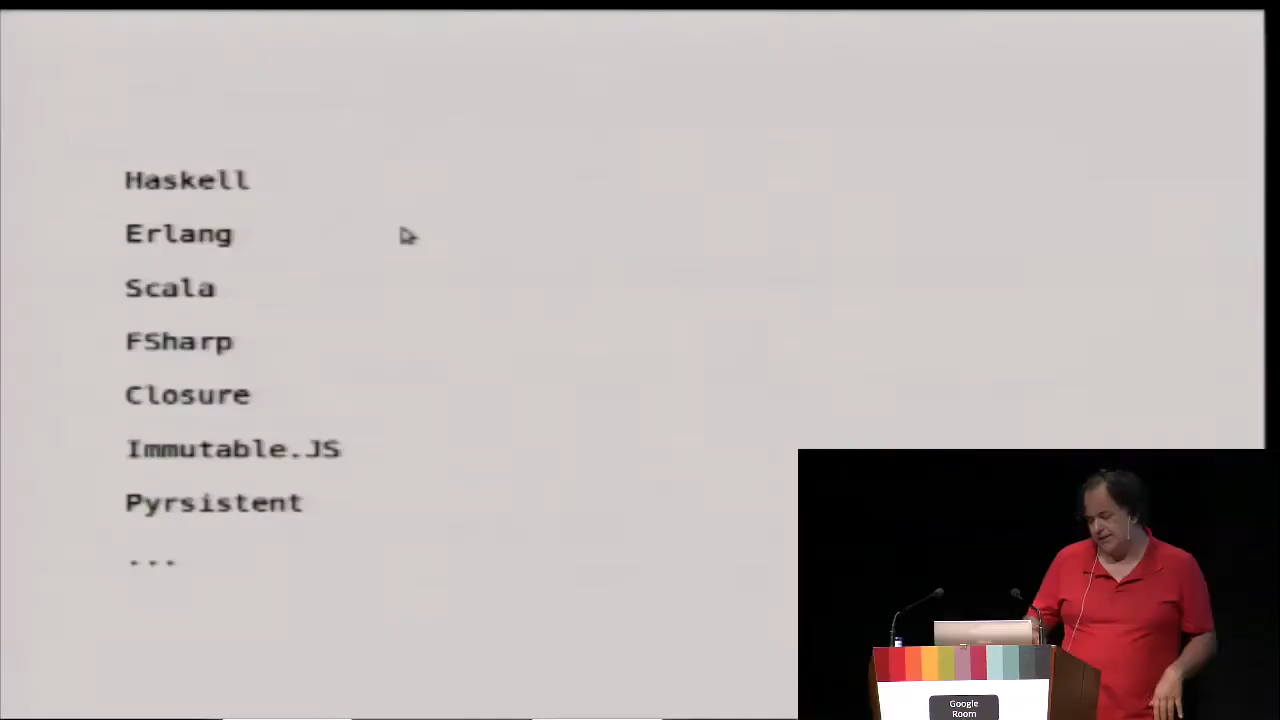 Haskell
Erlang
Scala
FSharp
Closure
Immutable.JS
Pyrsistent
...
Google
Room